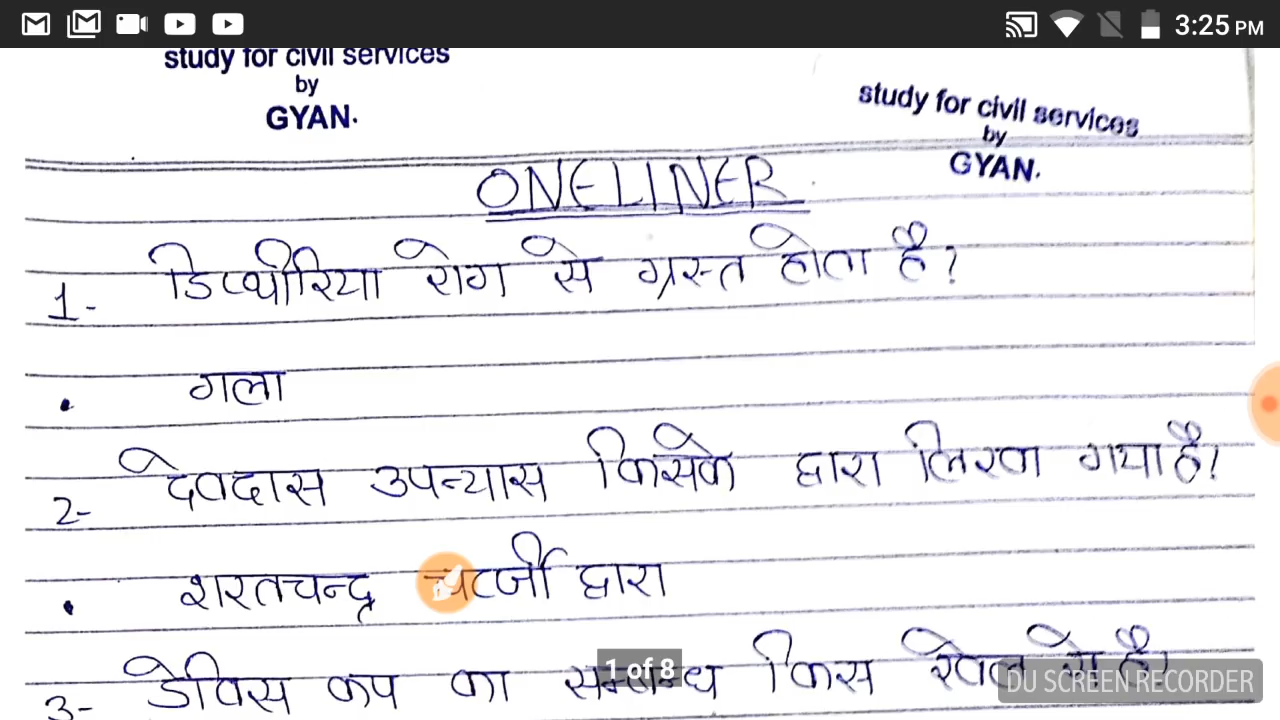 3:25 PM
study for civil services
by
GYAN.
study for civil services
by
GYAN.
ONELINER
1- डिप्थीरिया रोग से ग्रस्त होता है?
• गला
2- देवदास उपन्यास किसके द्वारा लिखा गया है?
• शरतचन्द्र चटर्जी द्वारा
3- डेविस कप का सम्बन्ध किस खेल से है?
1 of 8
DU SCREEN RECORDER